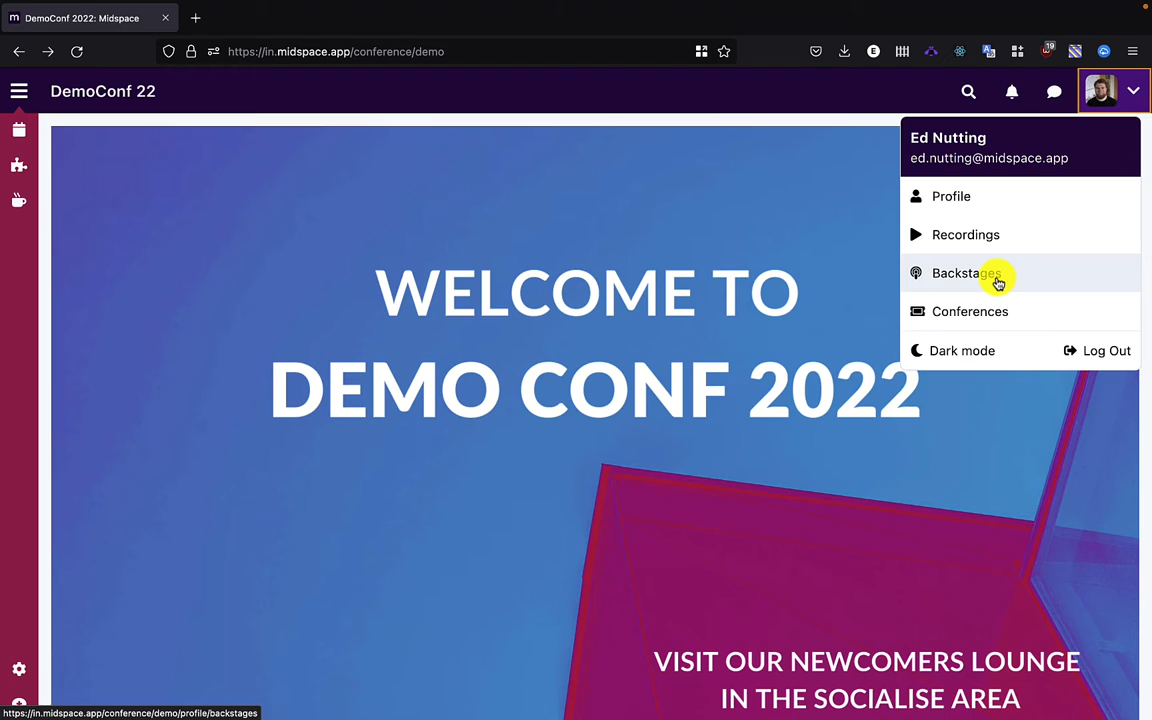 DemoConf 2022: Midspace
https://in.midspace.app/conference/demo
19
DemoConf 22
Ed Nutting
ed.nutting@midspace.app
Profile
Recordings
Backstages
Conferences
Dark mode
Log Out
WELCOME TO
DEMO CONF 2022
VISIT OUR NEWCOMERS LOUNGE
IN THE SOCIALISE AREA
https://in.midspace.app/conference/demo/profile/backstages